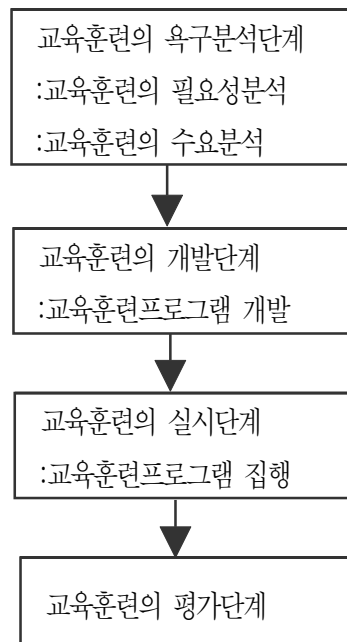 교육훈련의 욕구분석단계
:교육훈련의 필요성분석
:교육훈련의 수요분석
교육훈련의 개발단계
:교육훈련프로그램 개발
교육훈련의 실시단계
:교육훈련프로그램 집행
교육훈련의 평가단계